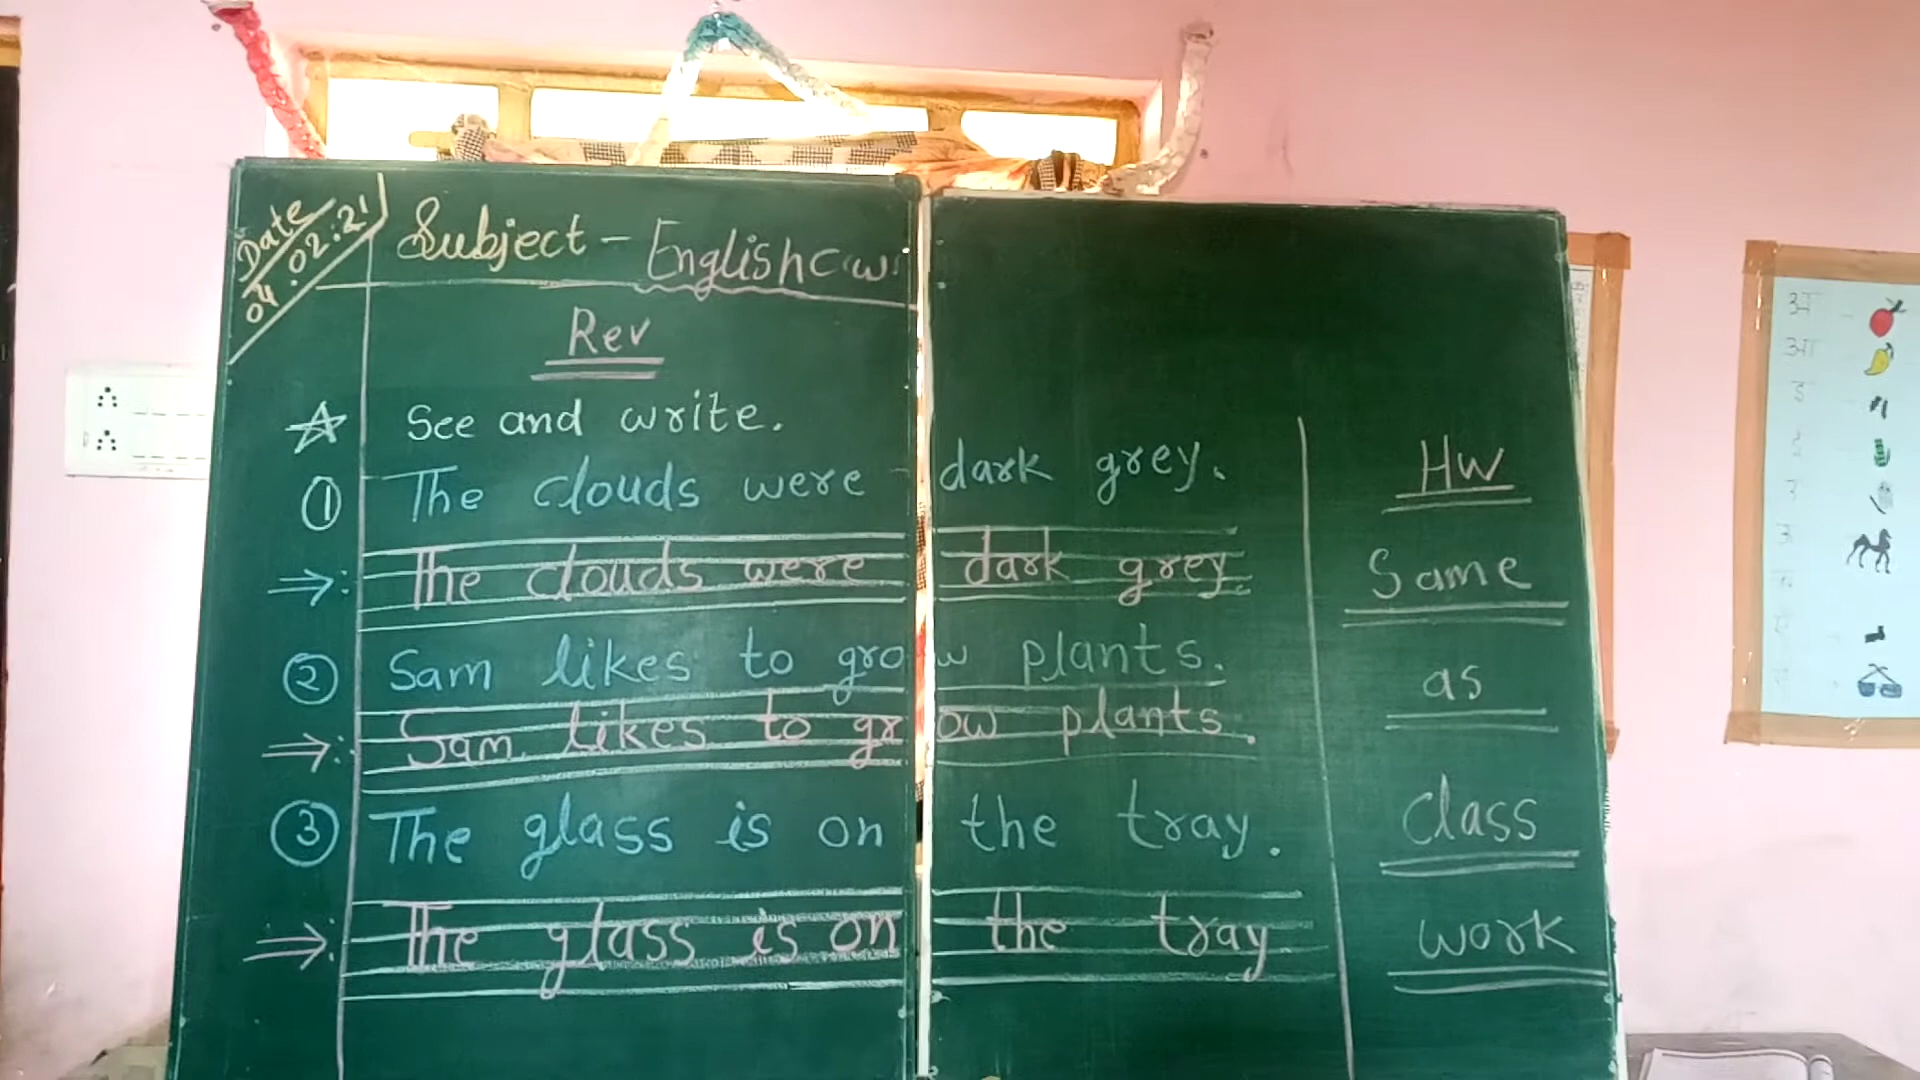 Date
04.02.21
Subject - English C.W.
Rev
See and write.
① The clouds were dark grey.
⇒: The clouds were dark grey.
② Sam likes to grow plants.
⇒: Sam likes to grow plants.
③ The glass is on the tray.
⇒: The glass is on the tray.
HW
Same
as
class
work
अ
आ
इ